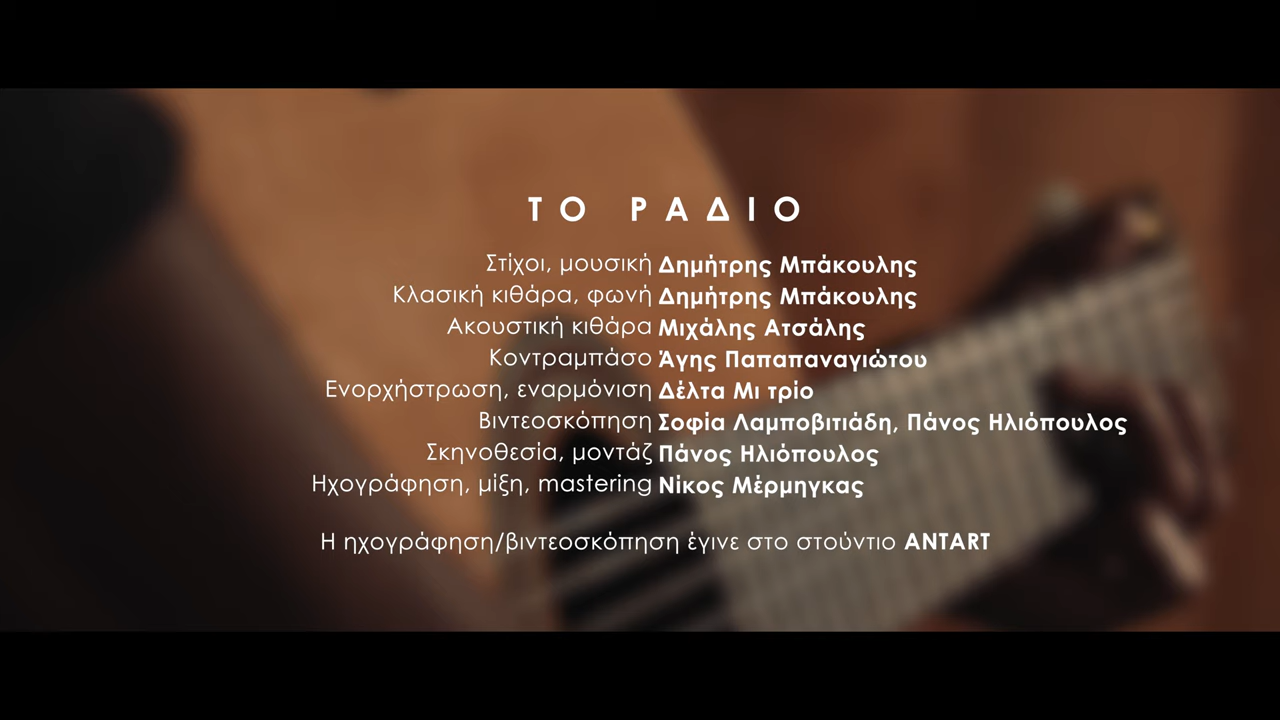 ΤΟ ΡΑΔΙΟ
Στίχοι, μουσική Δημήτρης Μπάκουλης
Κλασική κιθάρα, φωνή Δημήτρης Μπάκουλης
Ακουστική κιθάρα Μιχάλης Ατσάλης
Κοντραμπάσο Άγης Παπαπαναγιώτου
Ενορχήστρωση, εναρμόνιση Δέλτα Μι τρίο
Βιντεοσκόπηση Σοφία Λαμποβιτιάδη, Πάνος Ηλιόπουλος
Σκηνοθεσία, μοντάζ Πάνος Ηλιόπουλος
Ηχογράφηση, μίξη, mastering Νίκος Μέρμηγκας
Η ηχογράφηση/βιντεοσκόπηση έγινε στο στούντιο ANTART